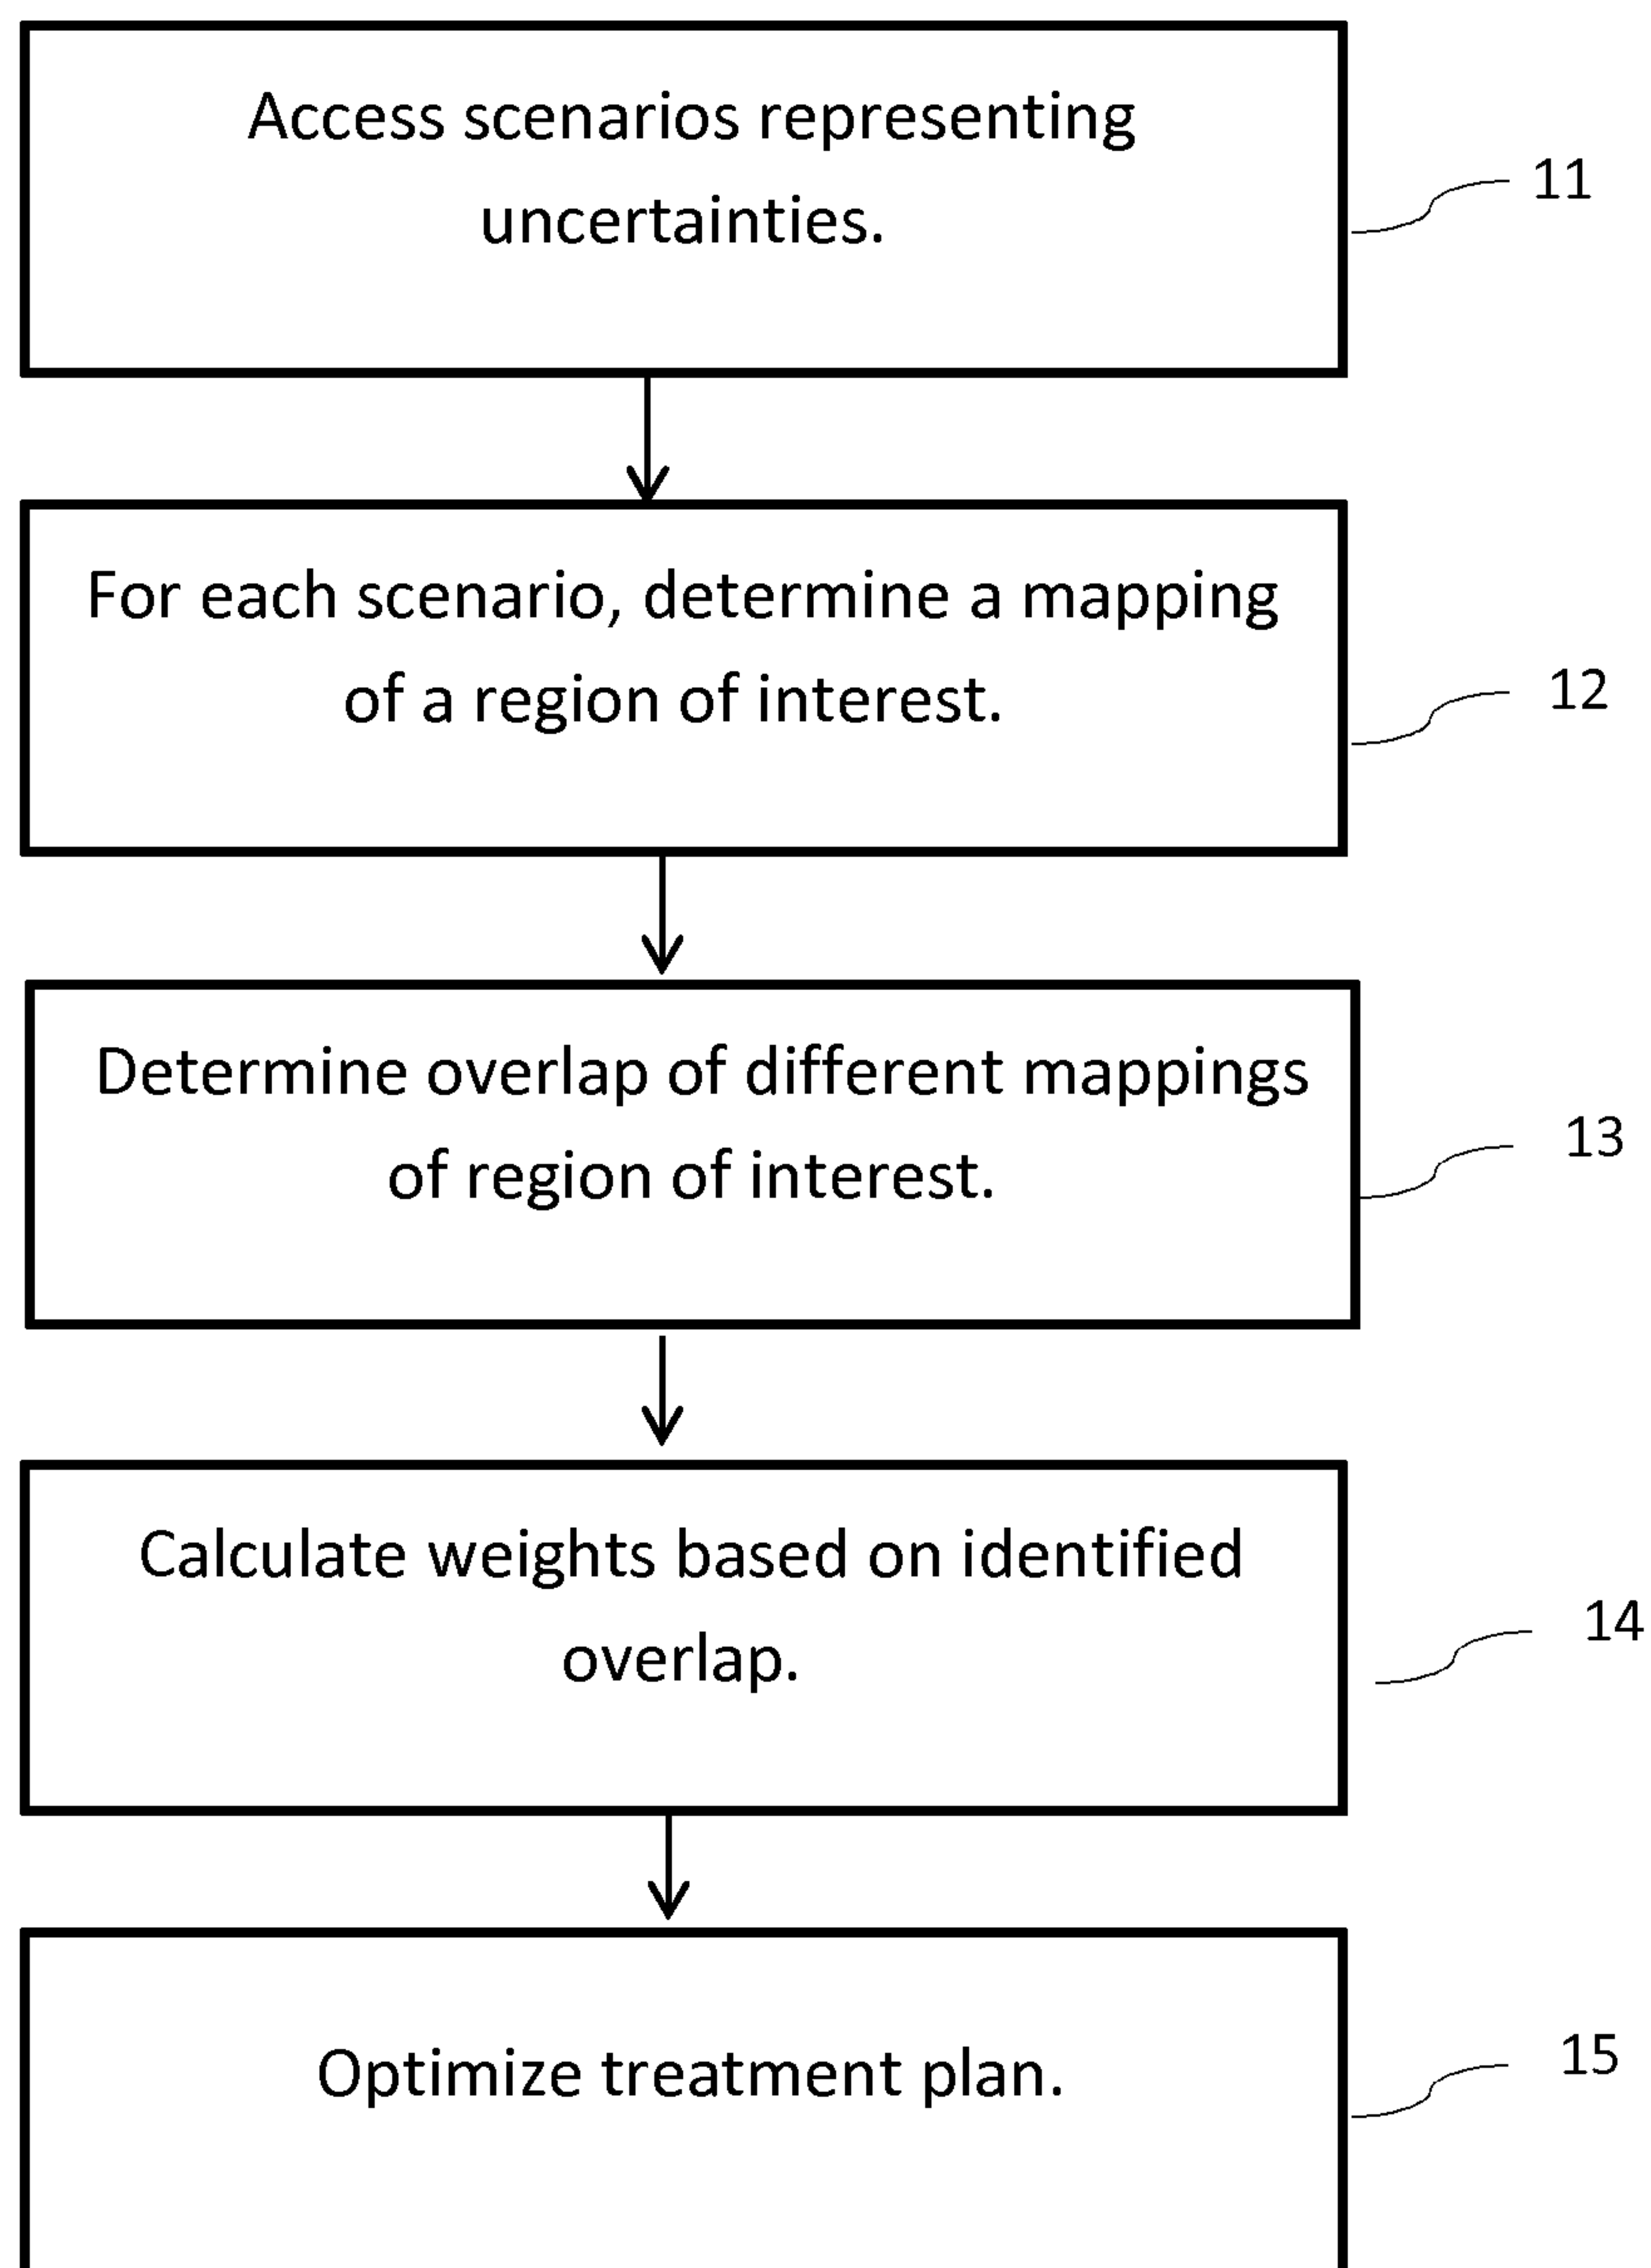 Access scenarios representing
uncertainties.
11
For each scenario, determine a mapping
of a region of interest.
12
Determine overlap of different mappings
of region of interest.
13
Calculate weights based on identified
overlap.
14
Optimize treatment plan.
15